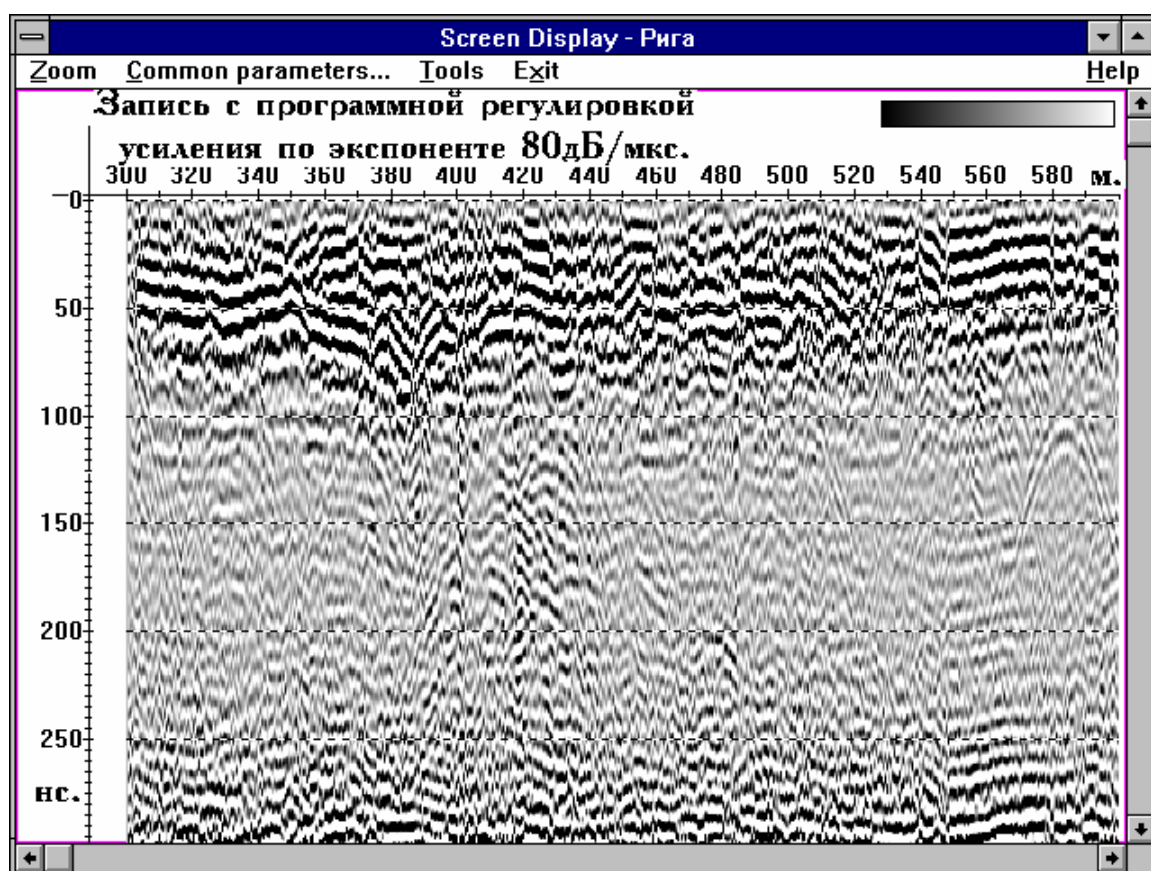 Screen Display - Рига
Zoom Common parameters... Tools Exit Help
Запись с программной регулировкой
усиления по экспоненте 80дБ/мкс.
300 320 340 360 380 400 420 440 460 480 500 520 540 560 580 м.
0
50
100
150
200
250
нс.